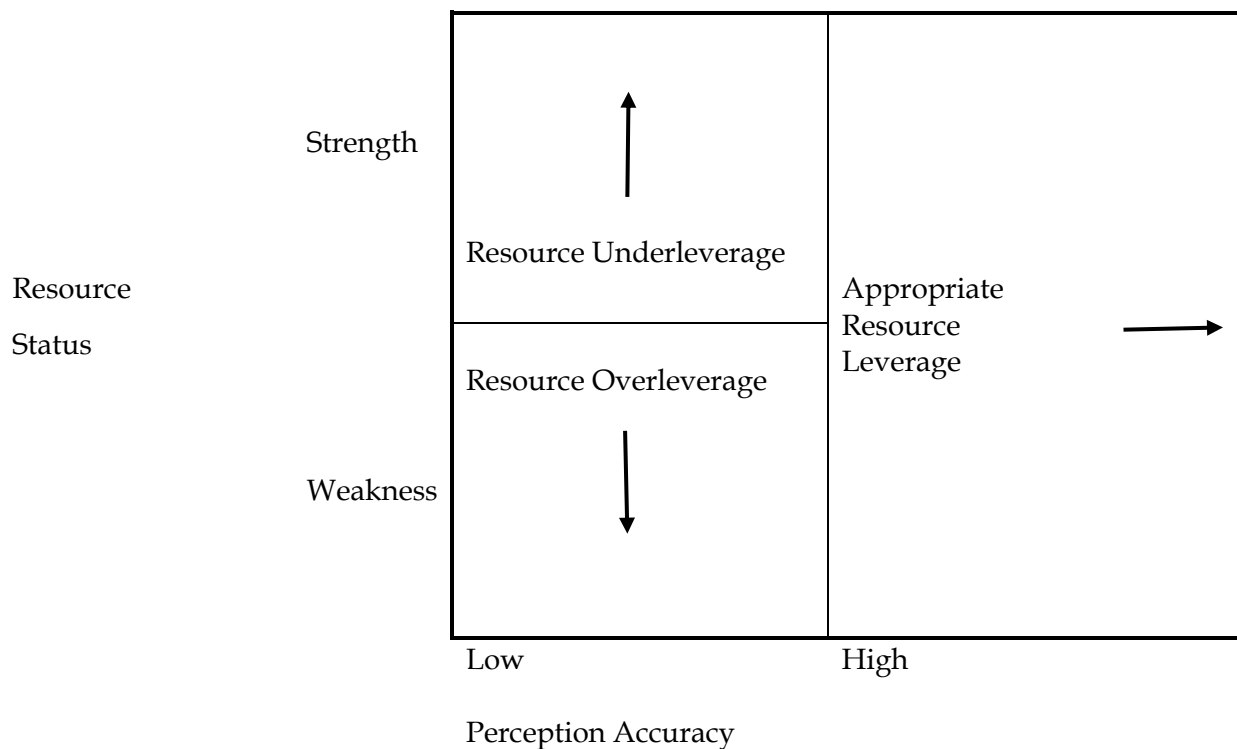 Strength
Resource Underleverage
Resource
Status
Appropriate
Resource
Leverage
Resource Overleverage
Weakness
Low
High
Perception Accuracy